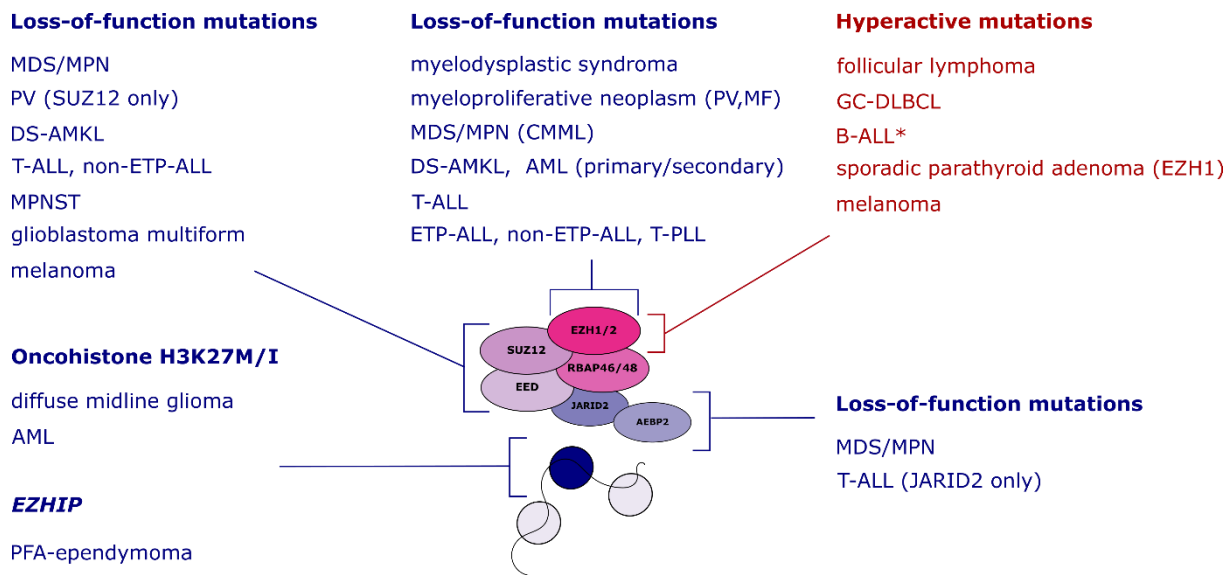 Loss-of-function mutations
MDS/MPN
PV (SUZ12 only)
DS-AMKL
T-ALL, non-ETP-ALL
MPNST
glioblastoma multiform
melanoma
Loss-of-function mutations
myelodysplastic syndroma
myeloproliferative neoplasm (PV,MF)
MDS/MPN (CMML)
DS-AMKL, AML (primary/secondary)
T-ALL
ETP-ALL, non-ETP-ALL, T-PLL
Hyperactive mutations
follicular lymphoma
GC-DLBCL
B-ALL*
sporadic parathyroid adenoma (EZH1)
melanoma
EZH1/2
SUZ12
RBAP46/48
EED
JARID2
AEBP2
Oncohistone H3K27M/I
diffuse midline glioma
AML
EZHIP
PFA-ependymoma
Loss-of-function mutations
MDS/MPN
T-ALL (JARID2 only)